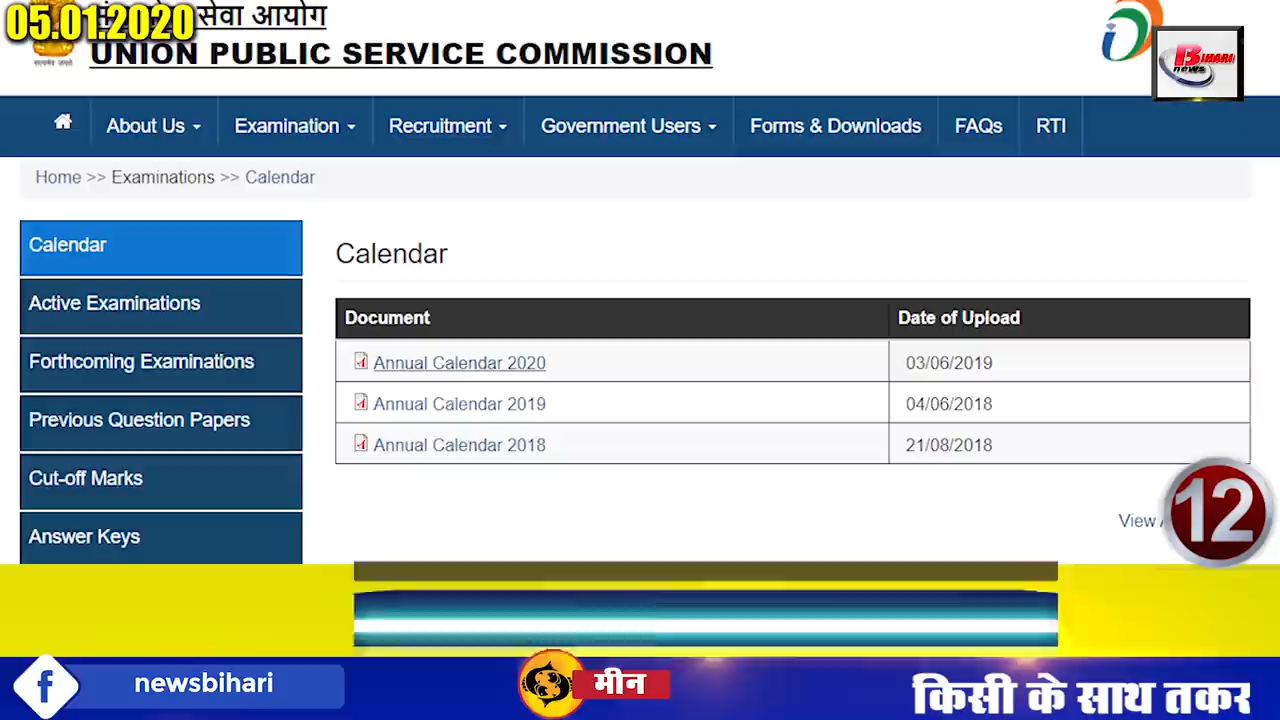 05.01.2020
सेवा आयोग
UNION PUBLIC SERVICE COMMISSION
BIHARI
news
About Us
Examination
Recruitment
Government Users
Forms & Downloads
FAQs
RTI
Home >> Examinations >> Calendar
Calendar
Active Examinations
Forthcoming Examinations
Previous Question Papers
Cut-off Marks
Answer Keys
Calendar
Document Date of Upload
Annual Calendar 2020 03/06/2019
Annual Calendar 2019 04/06/2018
Annual Calendar 2018 21/08/2018
View
12
f newsbihari
मीन
किसी के साथ तकर